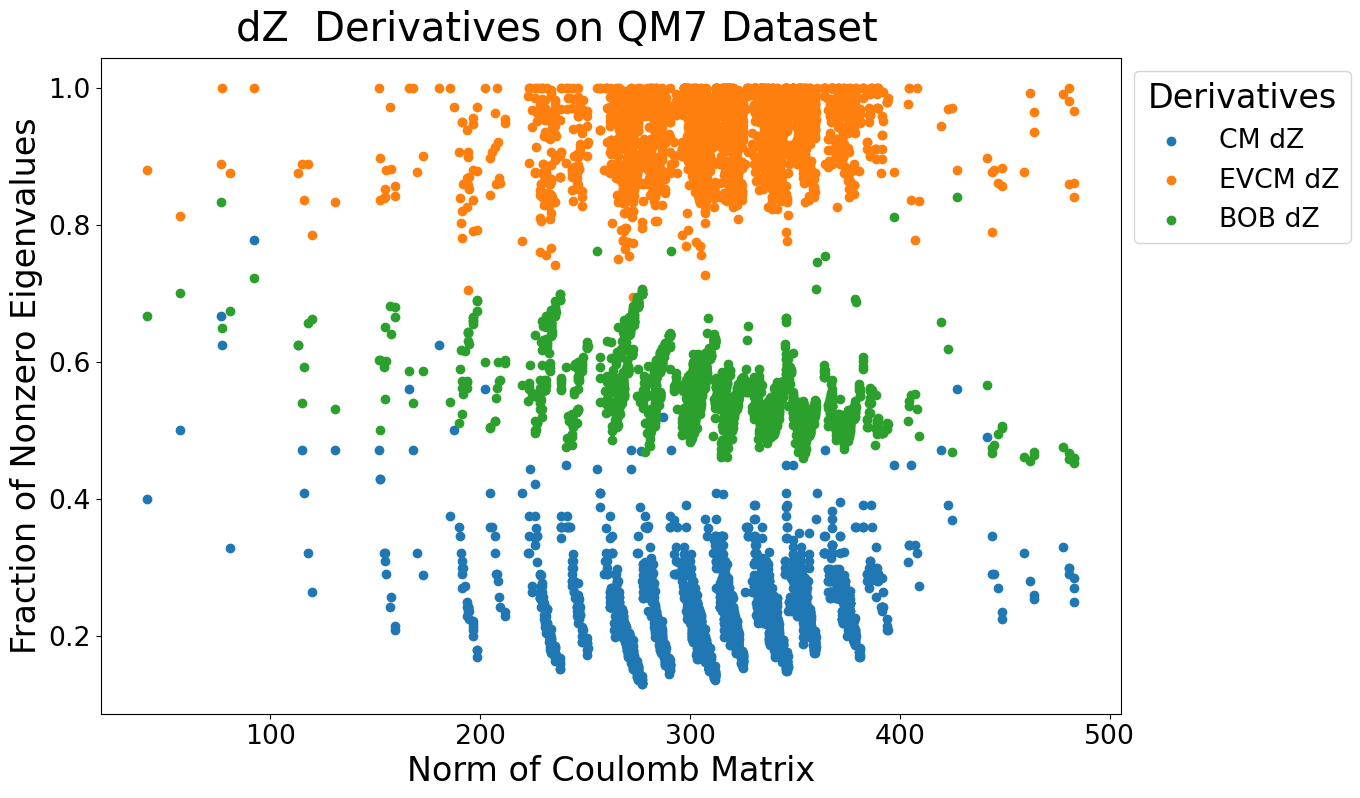 dZ  Derivatives on QM7 Dataset
Fraction of Nonzero Eigenvalues
1.0
0.8
0.6
0.4
0.2
100
200
300
400
500
Norm of Coulomb Matrix
Derivatives
CM dZ
EVCM dZ
BOB dZ